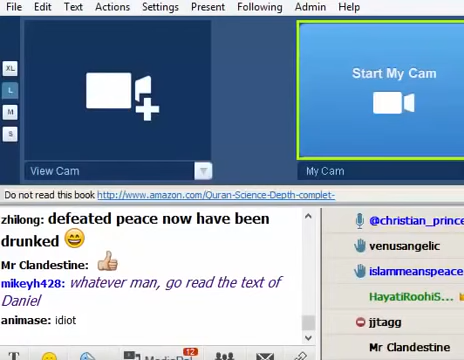 File Edit Text Actions Settings Present Following Admin Help
XL
L
M
S
Start My Cam
View Cam
My Cam
Do not read this book http://www.amazon.com/Quran-Science-Depth-complet-
zhilong: defeated peace now have been
drunked
Mr Clandestine:
mikeyh428: whatever man, go read the text of
Daniel
animase: idiot
@christian_prince
venusangelic
islammeanspeace
HayatiRoohiS...
jjtagg
Mr Clandestine
12